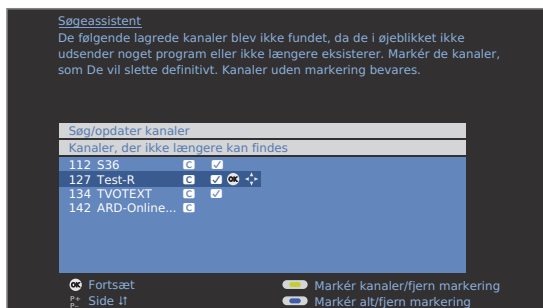 Søgeassistent
De følgende lagrede kanaler blev ikke fundet, da de i øjeblikket ikke
udsender noget program eller ikke længere eksisterer. Markér de kanaler,
som De vil slette definitivt. Kanaler uden markering bevares.
Søg/opdater kanaler
Kanaler, der ikke længere kan findes
112 S36 C
127 Test-R C OK
134 TVOTEXT C
142 ARD-Online... C
OK Fortsæt
Markér kanaler/fjern markering
P+ P– Side
Markér alt/fjern markering